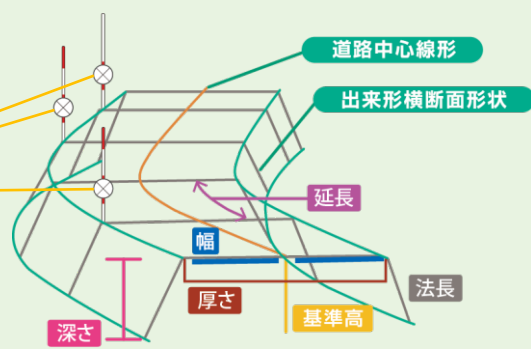 道路中心線形
出来形横断面形状
延長
幅
法長
厚さ
基準高
深さ